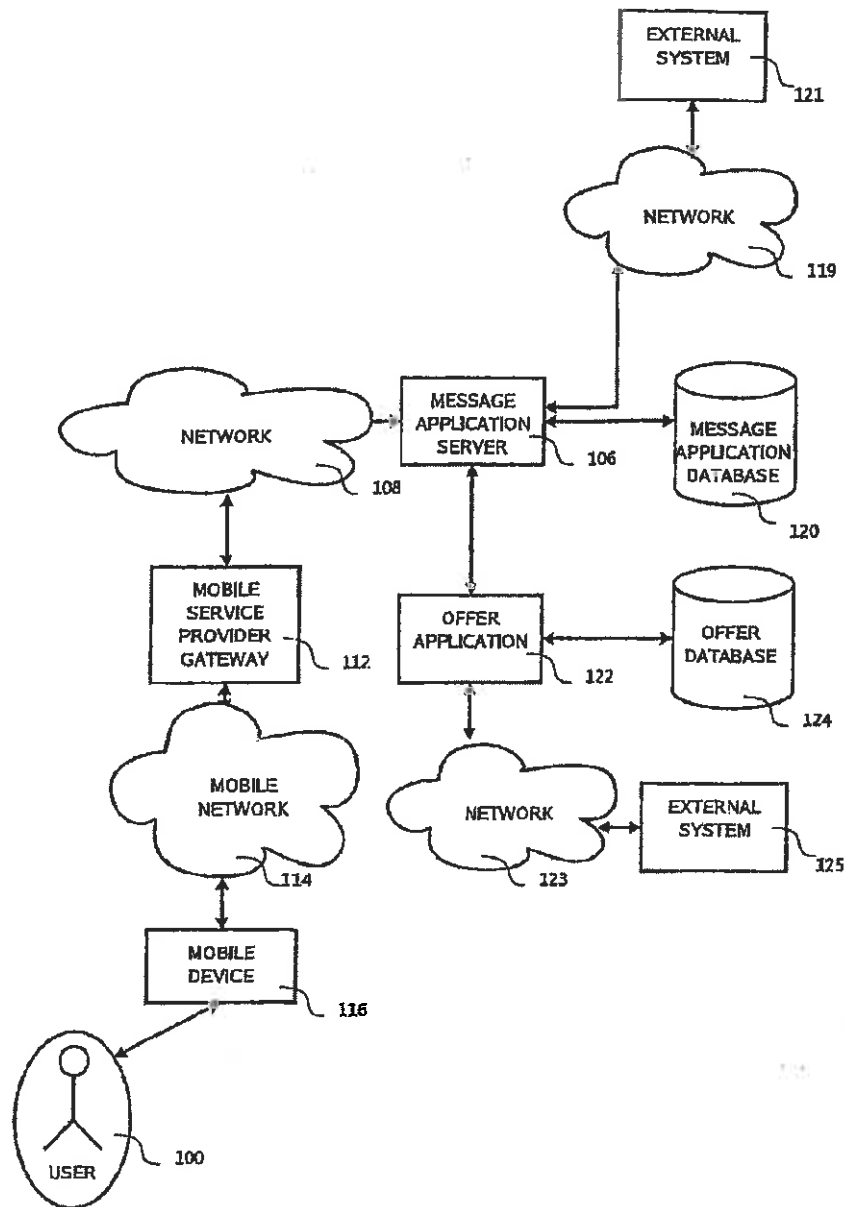 EXTERNAL
SYSTEM
121
NETWORK
119
NETWORK
108
MESSAGE
APPLICATION
SERVER
106
MESSAGE
APPLICATION
DATABASE
120
MOBILE
SERVICE
PROVIDER
GATEWAY
112
OFFER
APPLICATION
122
OFFER
DATABASE
124
MOBILE
NETWORK
114
NETWORK
123
EXTERNAL
SYSTEM
125
MOBILE
DEVICE
116
USER
100